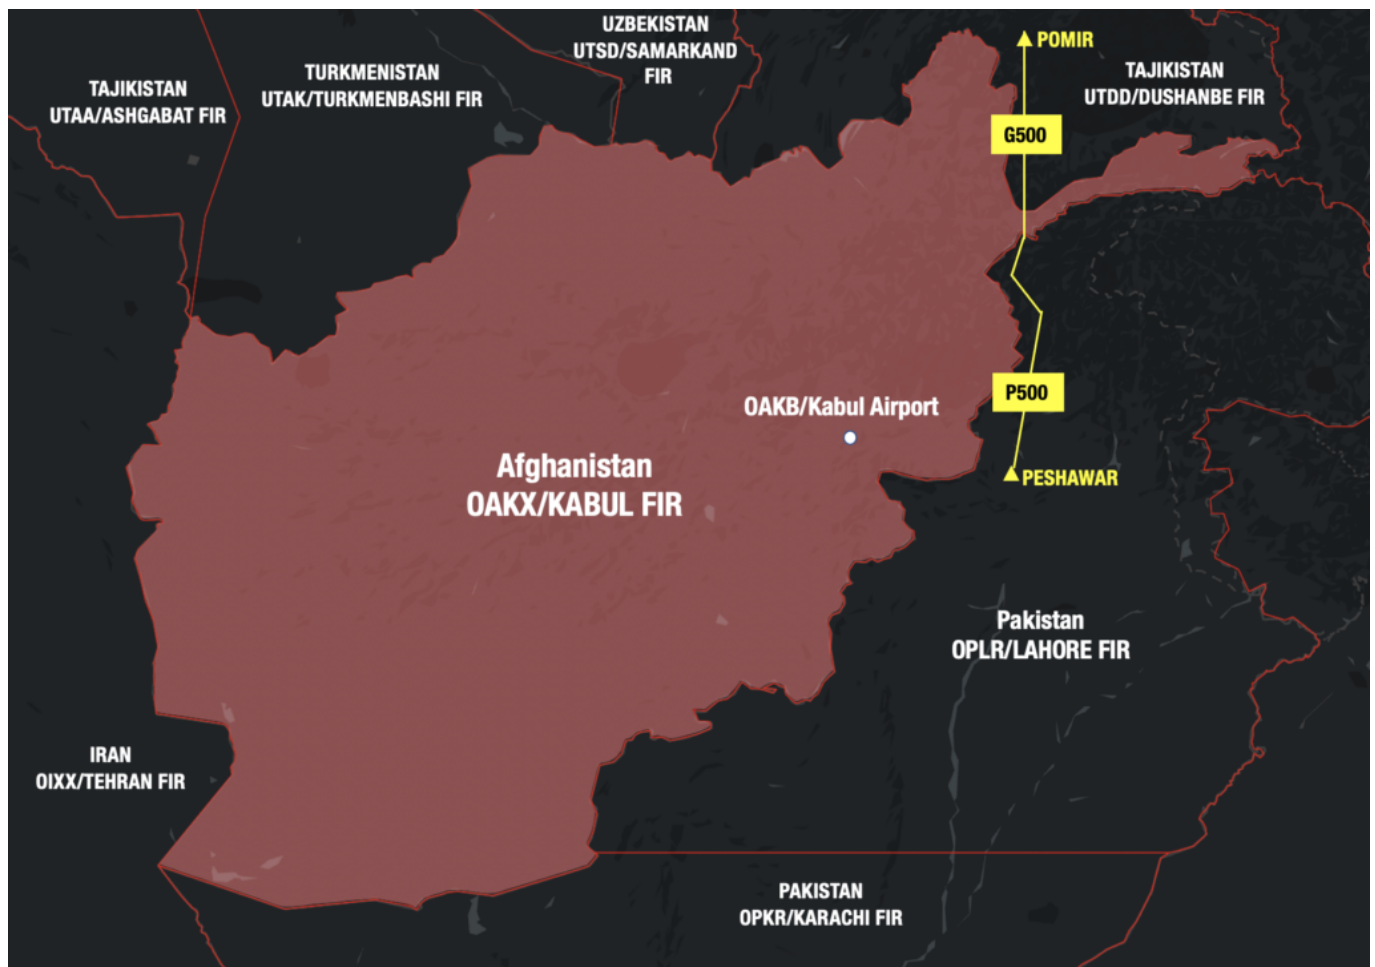 UZBEKISTAN
UTSD/SAMARKAND
FIR
POMIR
TAJIKISTAN
UTAA/ASHGABAT FIR
TURKMENISTAN
UTAK/TURKMENBASHI FIR
TAJIKISTAN
UTDD/DUSHANBE FIR
G500
P500
OAKB/Kabul Airport
Afghanistan
OAKX/KABUL FIR
PESHAWAR
Pakistan
OPLR/LAHORE FIR
IRAN
OIXX/TEHRAN FIR
PAKISTAN
OPKR/KARACHI FIR